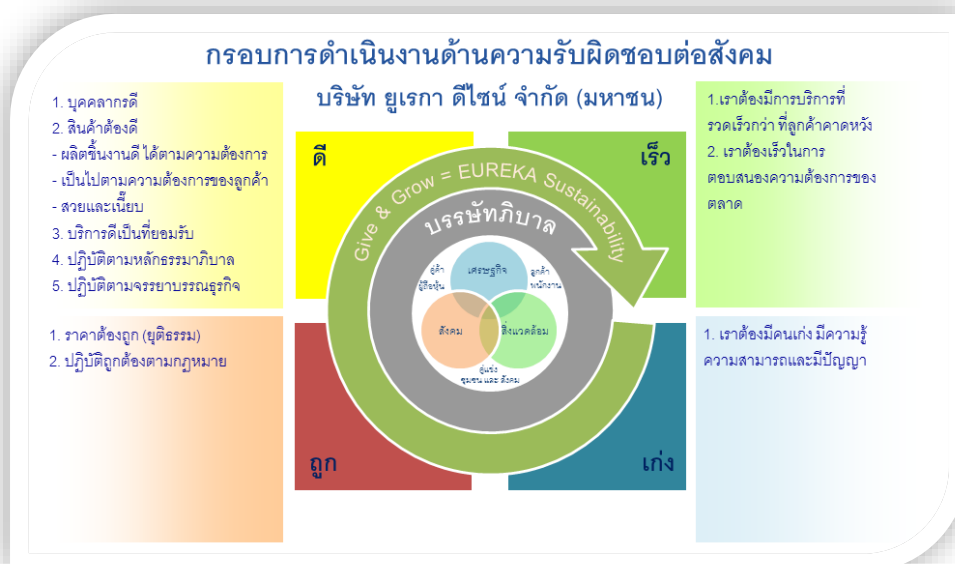 กรอบการดำเนินงานด้านความรับผิดชอบต่อสังคม
บริษัท ยูเรกา ดีไซน์ จำกัด (มหาชน)
1. บุคคลากรดี
2. สินค้าต้องดี
- ผลิตชิ้นงานดี ได้ตามความต้องการ
- เป็นไปตามความต้องการของลูกค้า
- สวยและเนี๊ยบ
3. บริการดีเป็นที่ยอมรับ
4. ปฏิบัติตามหลักธรรมาภิบาล
5. ปฏิบัติตามจรรยาบรรณธุรกิจ
ดี
เร็ว
1.เราต้องมีการบริการที่
รวดเร็วกว่า ที่ลูกค้าคาดหวัง
2. เราต้องเร็วในการ
ตอบสนองความต้องการของ
ตลาด
Give & Grow = EUREKA Sustainability
บรรษัทภิบาล
คู่ค้า
ผู้ถือหุ้น
เศรษฐกิจ
ลูกค้า
พนักงาน
สังคม
สิ่งแวดล้อม
คู่แข่ง
ชุมชน และ สังคม
1. ราคาต้องถูก (ยุติธรรม)
2. ปฏิบัติถูกต้องตามกฎหมาย
ถูก
เก่ง
1. เราต้องมีคนเก่ง มีความรู้
ความสามารถและมีปัญญา